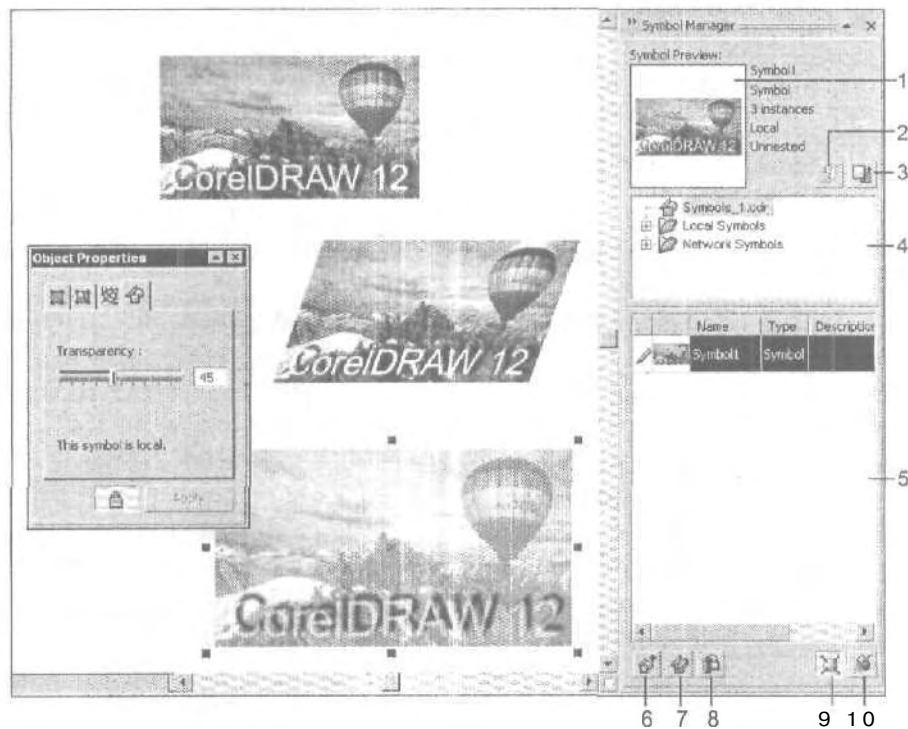 Symbol Manager
Symbol Preview:
Symbol1
Symbol
3 instances
Local
Unnested
1
2
3
CorelDRAW 12
CorelDRAW 12
Symbols_1.cdr
Local Symbols
Network Symbols
4
Object Properties
Transparency :
45
This symbol is local.
Apply
CorelDRAW 12
Name Type Description
Symbol1 Symbol
5
CorelDRAW 12
6 7 8 9 10